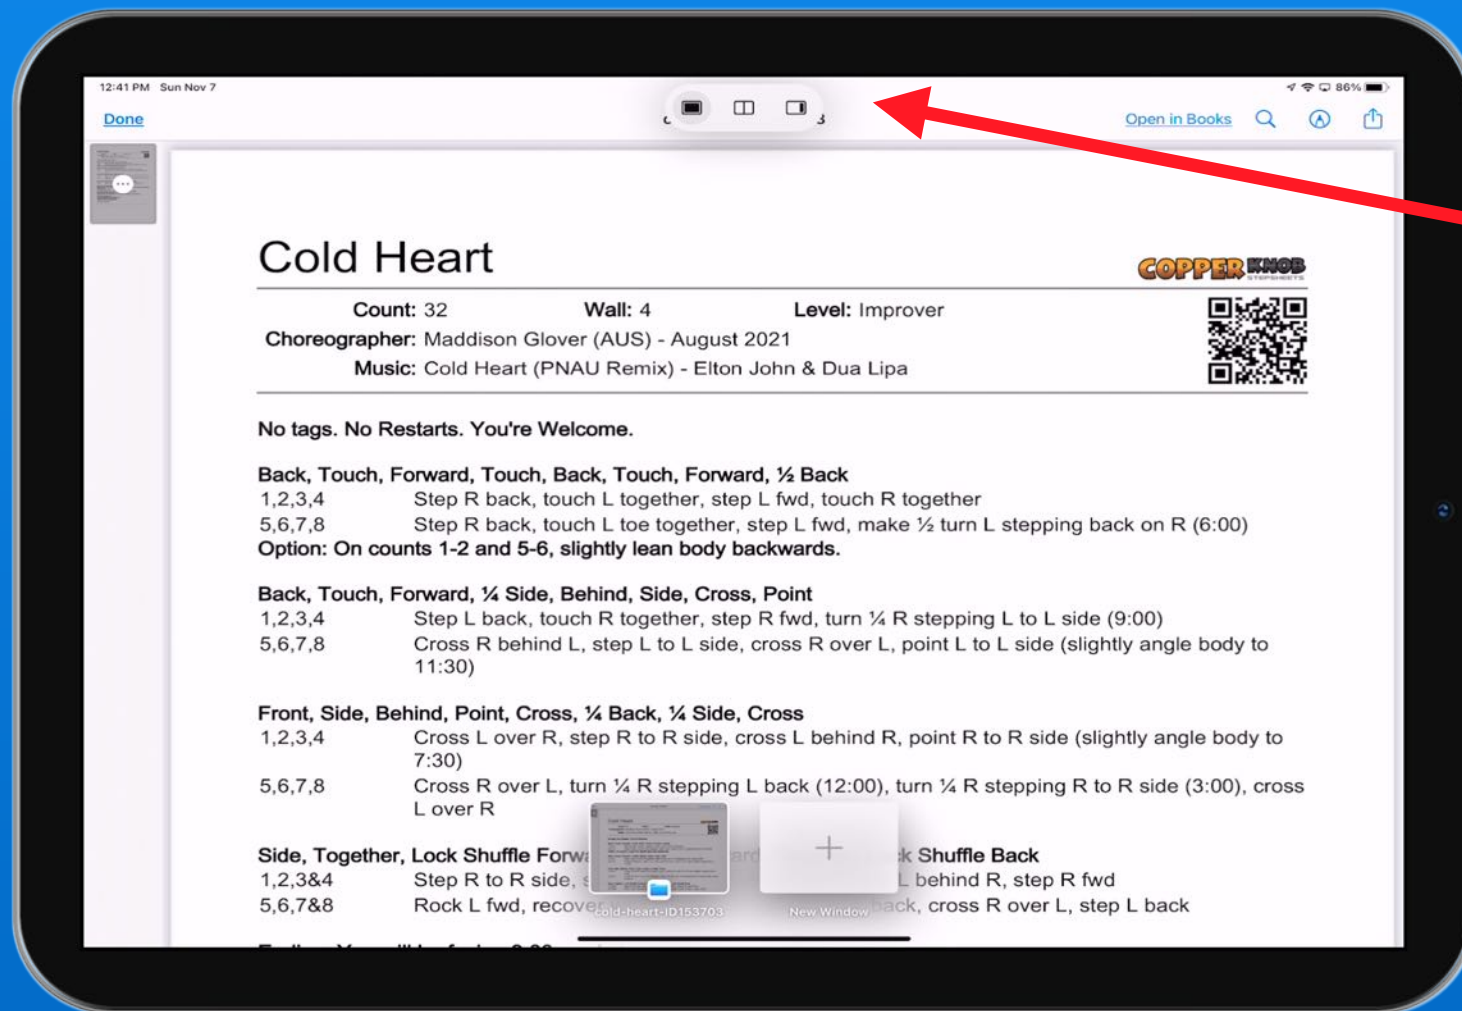 12:41 PM Sun Nov 7
86%
Done
Open in Books
Cold Heart
COPPER KNOB
STEPSHEETS
Count: 32 Wall: 4 Level: Improver
Choreographer: Maddison Glover (AUS) - August 2021
Music: Cold Heart (PNAU Remix) - Elton John & Dua Lipa
No tags. No Restarts. You're Welcome.
Back, Touch, Forward, Touch, Back, Touch, Forward, ½ Back
1,2,3,4 Step R back, touch L together, step L fwd, touch R together
5,6,7,8 Step R back, touch L toe together, step L fwd, make ½ turn L stepping back on R (6:00)
Option: On counts 1-2 and 5-6, slightly lean body backwards.
Back, Touch, Forward, ¼ Side, Behind, Side, Cross, Point
1,2,3,4 Step L back, touch R together, step R fwd, turn ¼ R stepping L to L side (9:00)
5,6,7,8 Cross R behind L, step L to L side, cross R over L, point L to L side (slightly angle body to
11:30)
Front, Side, Behind, Point, Cross, ¼ Back, ¼ Side, Cross
1,2,3,4 Cross L over R, step R to R side, cross L behind R, point R to R side (slightly angle body to
7:30)
5,6,7,8 Cross R over L, turn ¼ R stepping L back (12:00), turn ¼ R stepping R to R side (3:00), cross
L over R
Side, Together, Lock Shuffle Forw Shuffle Back
1,2,3&4 Step R to R side, L behind R, step R fwd
5,6,7&8 Rock L fwd, recover back, cross R over L, step L back
cold-heart-ID153703
New Window